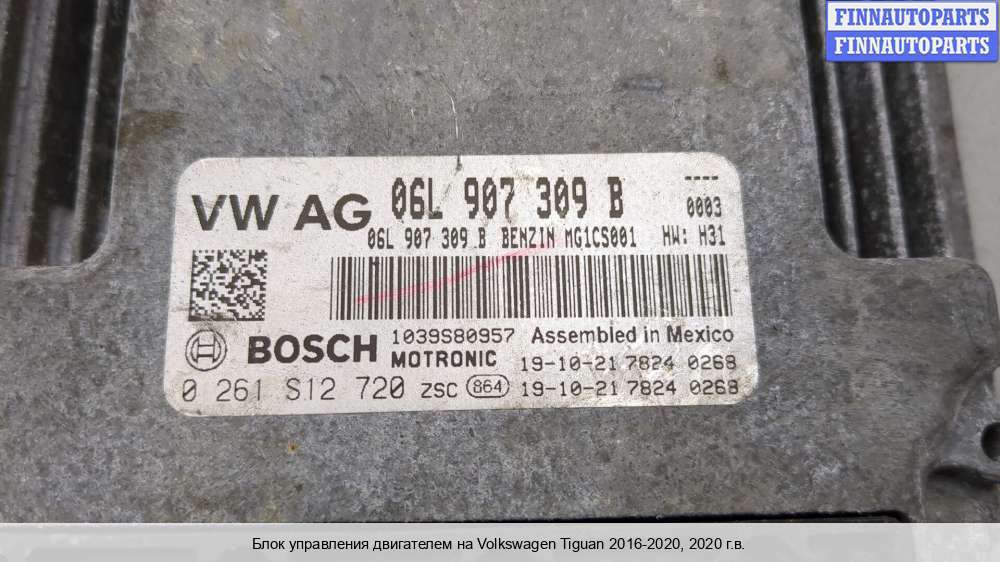 FINNAUTOPARTS
FINNAUTOPARTS
VW AG 06L 907 309 B ----
0003
06L 907 309 B BENZIN MG1CS001 HW: H31
BOSCH 1039S80957 Assembled in Mexico
MOTRONIC 19-10-21 7824 0268
0 261 S12 720 ZSC 864 19-10-21 7824 0268
Блок управления двигателем на Volkswagen Tiguan 2016-2020, 2020 г.в.